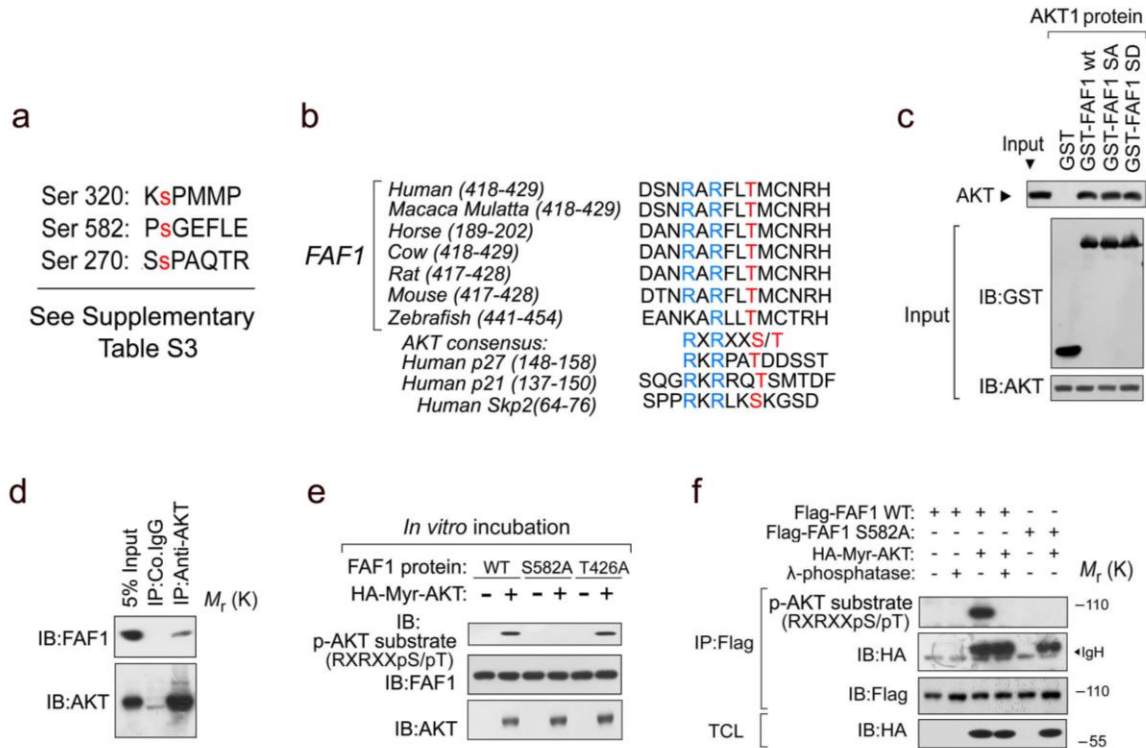 a
Ser 320: KsPMMP
Ser 582: PsGEFLE
Ser 270: SsPAQTR
See Supplementary
Table S3
b
FAF1
Human (418-429) DSNRARFLTMCNRH
Macaca Mulatta (418-429) DSNRARFLTMCNRH
Horse (189-202) DANRARFLTMCNRH
Cow (418-429) DANRARFLTMCNRH
Rat (417-428) DANRARFLTMCNRH
Mouse (417-428) DTNRARFLTMCNRH
Zebrafish (441-454) EANKARLLTMCTRH
AKT consensus: RXRXXS/T
Human p27 (148-158) RKRPATDDSST
Human p21 (137-150) SQGRKRRQTSMTDF
Human Skp2(64-76) SPPRKRLKSKGSD
c
AKT1 protein
Input
GST
GST-FAF1 wt
GST-FAF1 SA
GST-FAF1 SD
AKT
Input
IB:GST
IB:AKT
d
5% Input
IP:Co.IgG
IP:Anti-AKT
Mr (K)
IB:FAF1
IB:AKT
e
In vitro incubation
FAF1 protein: WT S582A T426A
HA-Myr-AKT: - + - + - +
IB:
p-AKT substrate
(RXRXXpS/pT)
IB:FAF1
IB:AKT
f
Flag-FAF1 WT: + + + + - -
Flag-FAF1 S582A: - - - - + +
HA-Myr-AKT: - - + + - +
λ-phosphatase: - + - + - -
Mr (K)
IP:Flag
p-AKT substrate
(RXRXXpS/pT)
-110
IB:HA
IgH
IB:Flag
-110
TCL
IB:HA
-55